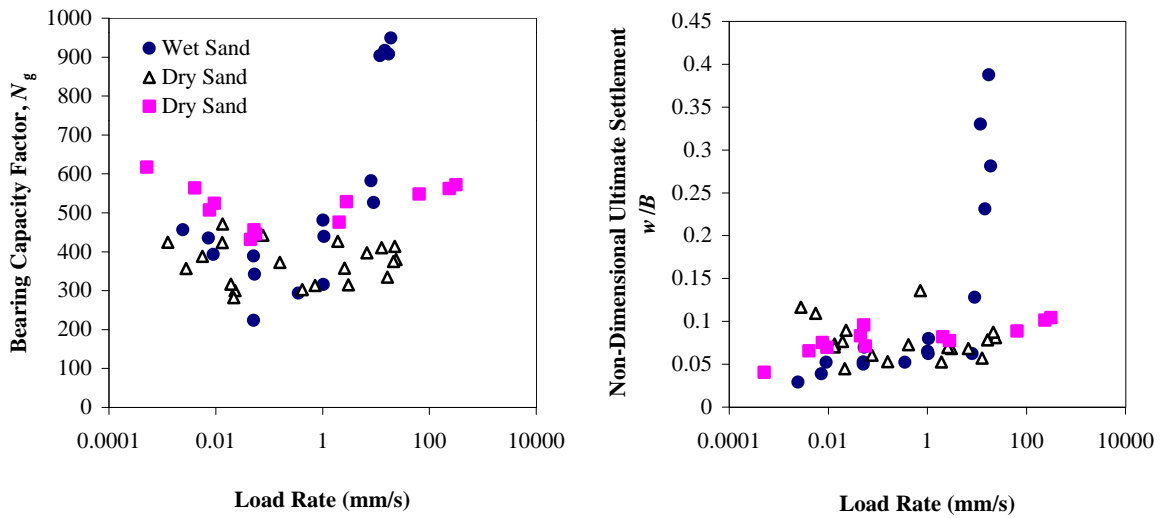 Bearing Capacity Factor, Ng
1000
900
800
700
600
500
400
300
200
100
0
Wet Sand
Dry Sand
Dry Sand
0.0001 0.01 1 100 10000
Load Rate (mm/s)
Non-Dimensional Ultimate Settlement
w/B
0.45
0.4
0.35
0.3
0.25
0.2
0.15
0.1
0.05
0
0.0001 0.01 1 100 10000
Load Rate (mm/s)